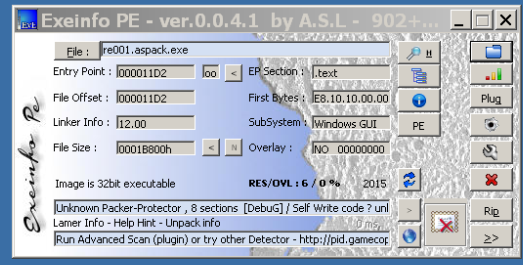 Exeinfo PE - ver.0.0.4.1 by A.S.L - 902+...
File : re001.aspack.exe H
Entry Point : 000011D2 oo < EP Section : .text
File Offset : 000011D2 First Bytes : E8.10.10.00.00 Plug
Linker Info : 12.00 SubSystem : Windows GUI PE
File Size : 0001B800h < N Overlay : NO 00000000
Image is 32bit executable RES/OVL : 6 / 0 % 2015
Exeinfo Pe
Unknown Packer-Protector , 8 sections [DebuG] / Self Write code ? unl > Rip
Lamer Info - Help Hint - Unpack info
Run Advanced Scan (plugin) or try other Detector - http://pid.gamecop >>